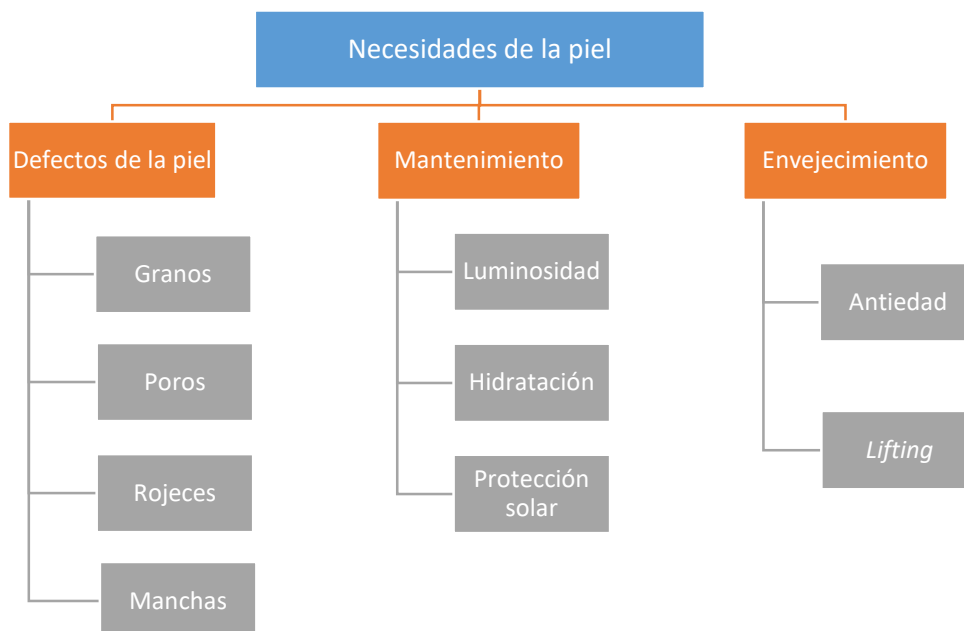 Necesidades de la piel
Defectos de la piel
Mantenimiento
Envejecimiento
Granos
Poros
Rojeces
Manchas
Luminosidad
Hidratación
Protección
solar
Antiedad
Lifting